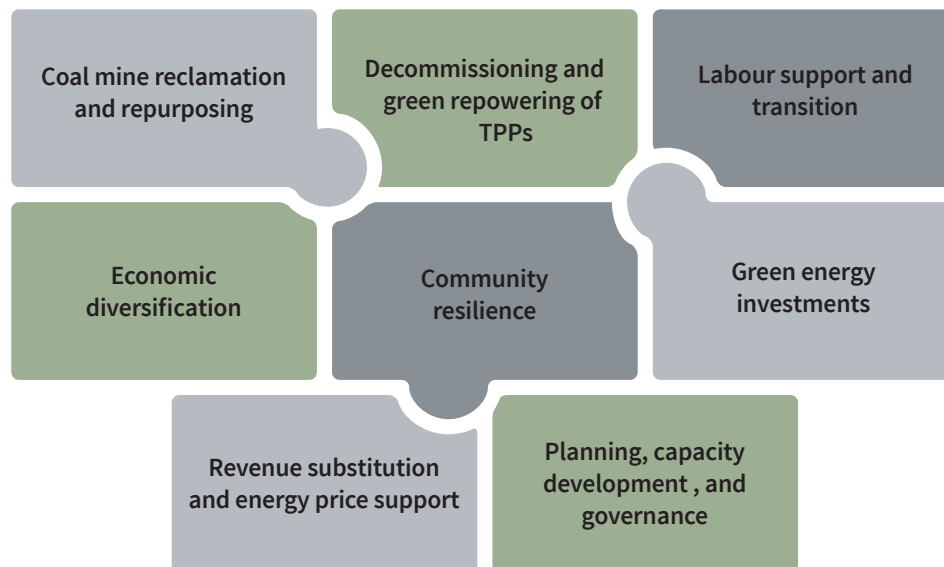 Coal mine reclamation
and repurposing
Decommissioning and
green repowering of
TPPs
Labour support and
transition
Economic
diversification
Community
resilience
Green energy
investments
Revenue substitution
and energy price support
Planning, capacity
development , and
governance